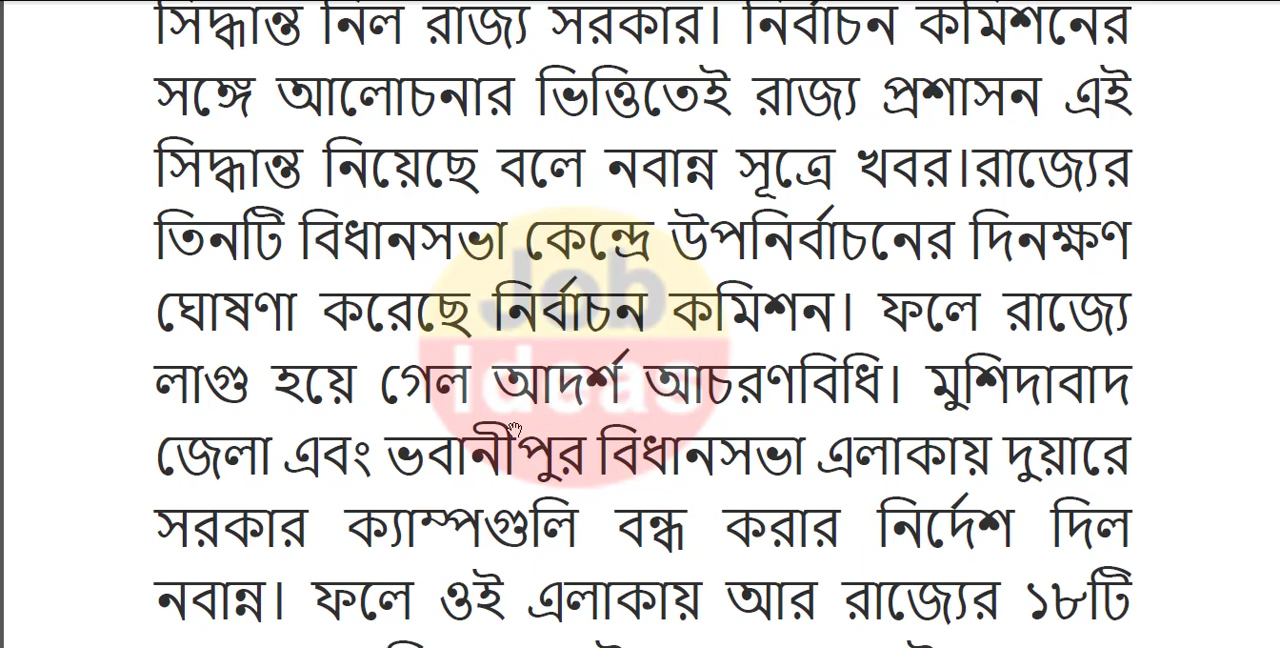 সিদ্ধান্ত নিল রাজ্য সরকার। নির্বাচন কমিশনের
সঙ্গে আলোচনার ভিত্তিতেই রাজ্য প্রশাসন এই
সিদ্ধান্ত নিয়েছে বলে নবান্ন সূত্রে খবর।রাজ্যের
তিনটি বিধানসভা কেন্দ্রে উপনির্বাচনের দিনক্ষণ
ঘোষণা করেছে নির্বাচন কমিশন। ফলে রাজ্যে
লাগু হয়ে গেল আদর্শ আচরণবিধি। মুর্শিদাবাদ
জেলা এবং ভবানীপুর বিধানসভা এলাকায় দুয়ারে
সরকার ক্যাম্পগুলি বন্ধ করার নির্দেশ দিল
নবান্ন। ফলে ওই এলাকায় আর রাজ্যের ১৮টি
Job
Ideas